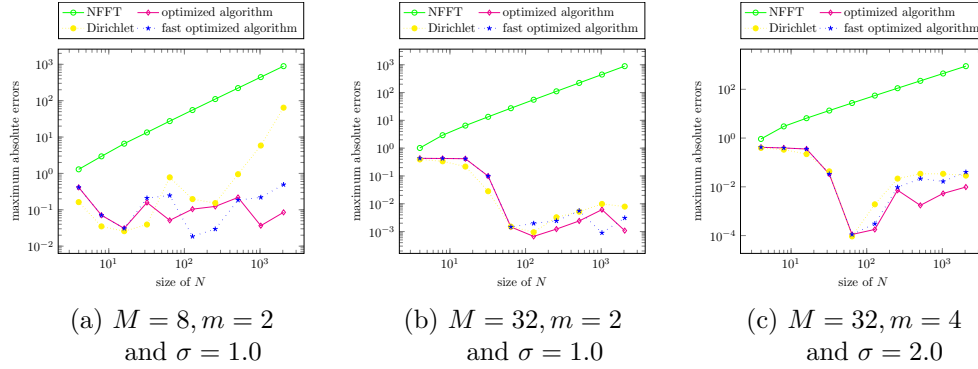 NFFT optimized algorithm
Dirichlet fast optimized algorithm
maximum absolute errors
10^3
10^2
10^1
10^0
10^−1
10^−2
10^1 10^2 10^3
size of N
(a) M = 8, m = 2
and σ = 1.0
NFFT optimized algorithm
Dirichlet fast optimized algorithm
maximum absolute errors
10^3
10^2
10^1
10^0
10^−1
10^−2
10^−3
10^1 10^2 10^3
size of N
(b) M = 32, m = 2
and σ = 1.0
NFFT optimized algorithm
Dirichlet fast optimized algorithm
maximum absolute errors
10^2
10^0
10^−2
10^−4
10^1 10^2 10^3
size of N
(c) M = 32, m = 4
and σ = 2.0